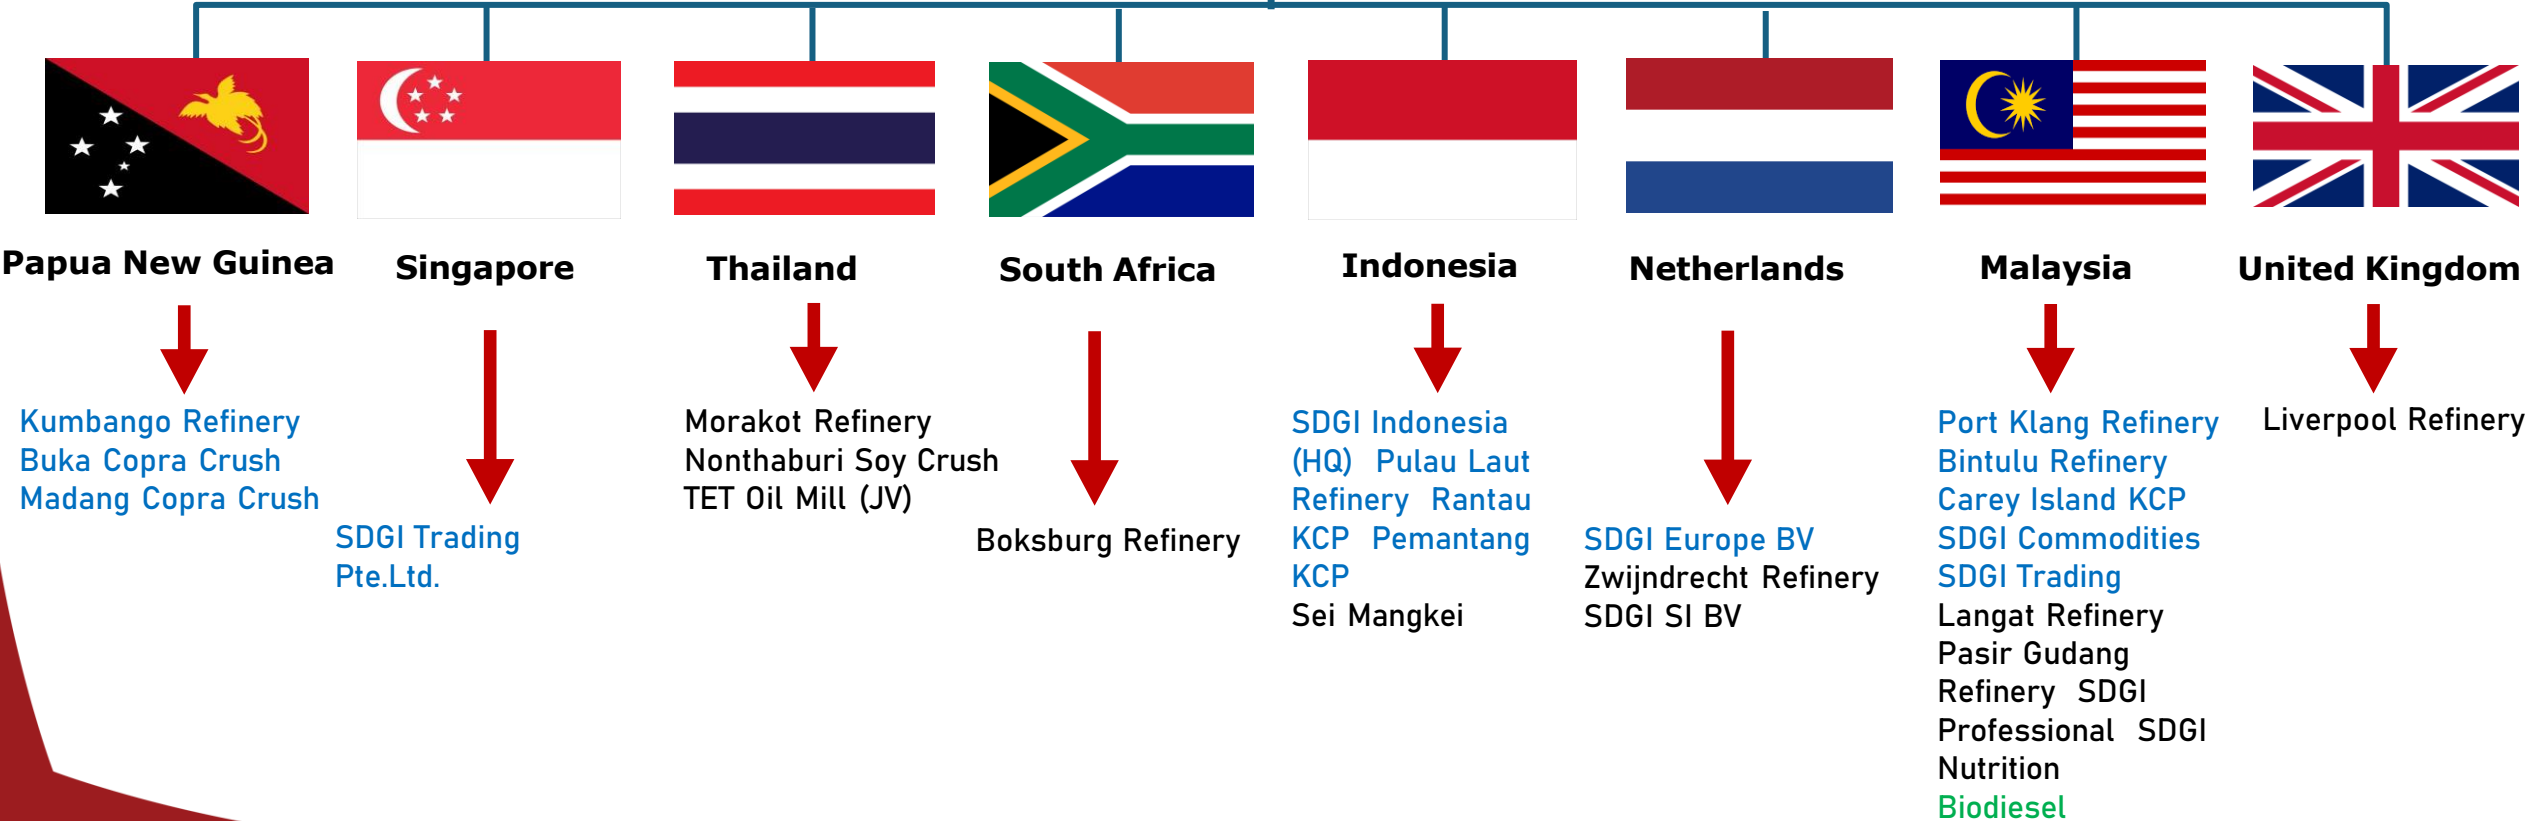 Papua New Guinea
Kumbango Refinery
Buka Copra Crush
Madang Copra Crush
Singapore
SDGI Trading
Pte.Ltd.
Thailand
Morakot Refinery
Nonthaburi Soy Crush
TET Oil Mill (JV)
South Africa
Boksburg Refinery
Indonesia
SDGI Indonesia
(HQ) Pulau Laut
Refinery Rantau
KCP Pemantang
KCP
Sei Mangkei
Netherlands
SDGI Europe BV
Zwijndrecht Refinery
SDGI SI BV
Malaysia
Port Klang Refinery
Bintulu Refinery
Carey Island KCP
SDGI Commodities
SDGI Trading
Langat Refinery
Pasir Gudang
Refinery SDGI
Professional SDGI
Nutrition
Biodiesel
United Kingdom
Liverpool Refinery